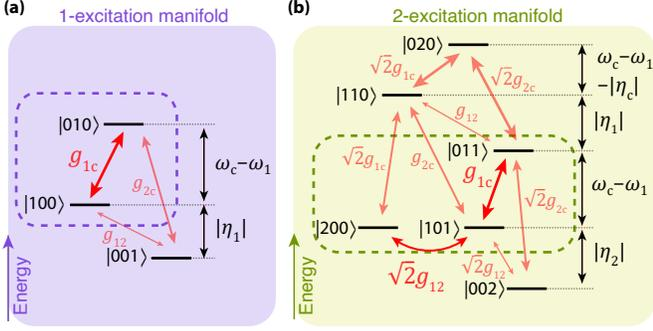 (a)
1-excitation manifold
|010⟩
g1c
g2c
ωc−ω1
|100⟩
g12
|η1|
|001⟩
Energy
(b)
2-excitation manifold
|020⟩
√2g1c
√2g2c
ωc−ω1
−|ηc|
|110⟩
g12
|η1|
|011⟩
√2g1c
g2c
g1c
√2g2c
ωc−ω1
|200⟩
|101⟩
√2g12
√2g12
|η2|
|002⟩
Energy